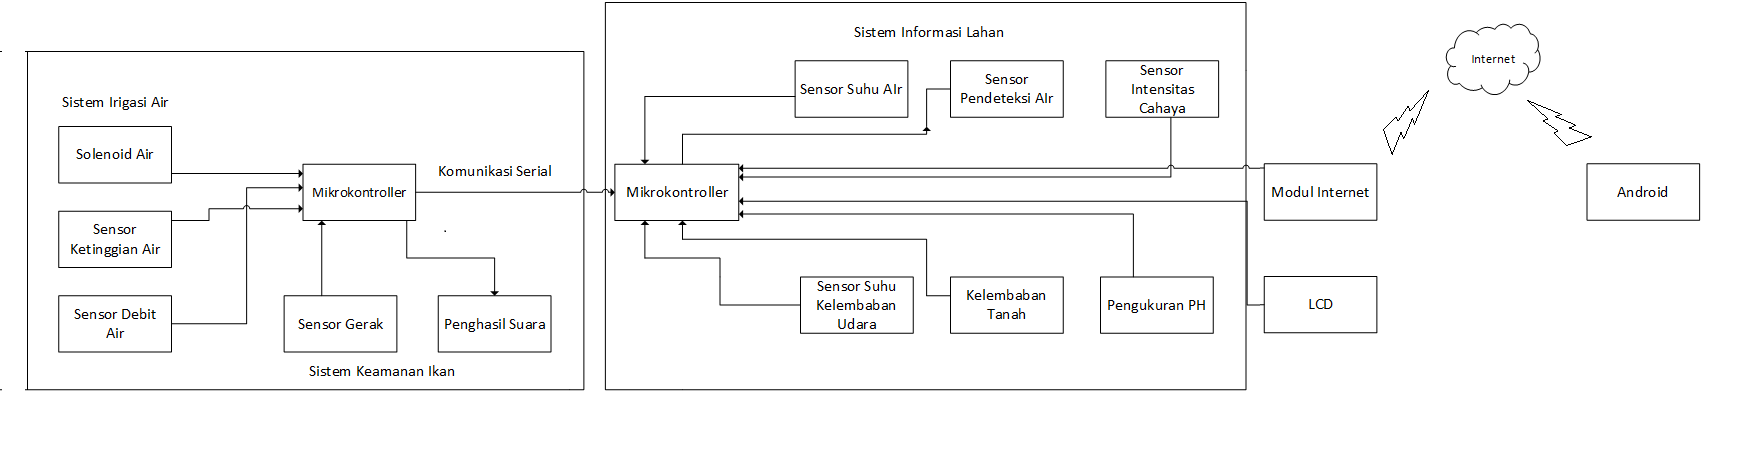 Sistem Irigasi Air
Solenoid Air
Sensor
Ketinggian Air
Sensor Debit
Air
Mikrokontroller
Komunikasi Serial
Sensor Gerak
Penghasil Suara
Sistem Keamanan Ikan
Sistem Informasi Lahan
Sensor Suhu AIr
Sensor
Pendeteksi AIr
Sensor
Intensitas
Cahaya
Mikrokontroller
Sensor Suhu
Kelembaban
Udara
Kelembaban
Tanah
Pengukuran PH
Internet
Modul Internet
Android
LCD